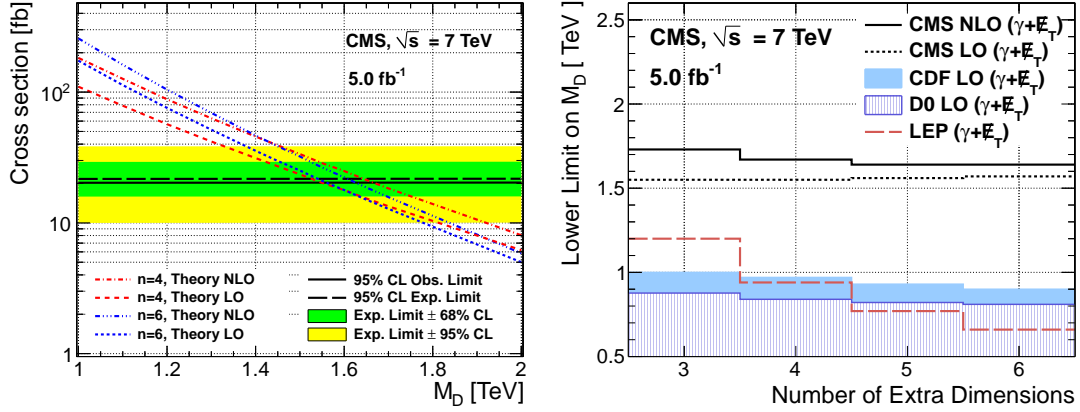 Cross section [fb]
10²
10
1
CMS, √s = 7 TeV
5.0 fb⁻¹
n=4, Theory NLO
n=4, Theory LO
n=6, Theory NLO
n=6, Theory LO
95% CL Obs. Limit
95% CL Exp. Limit
Exp. Limit ± 68% CL
Exp. Limit ± 95% CL
1 1.2 1.4 1.6 1.8 2
M_D [TeV]
Lower Limit on M_D [TeV]
2.5
2
1.5
1
0.5
CMS, √s = 7 TeV
5.0 fb⁻¹
CMS NLO (γ+E̸_T)
CMS LO (γ+E̸_T)
CDF LO (γ+E̸_T)
D0 LO (γ+E̸_T)
LEP (γ+E̸_T)
3 4 5 6
Number of Extra Dimensions